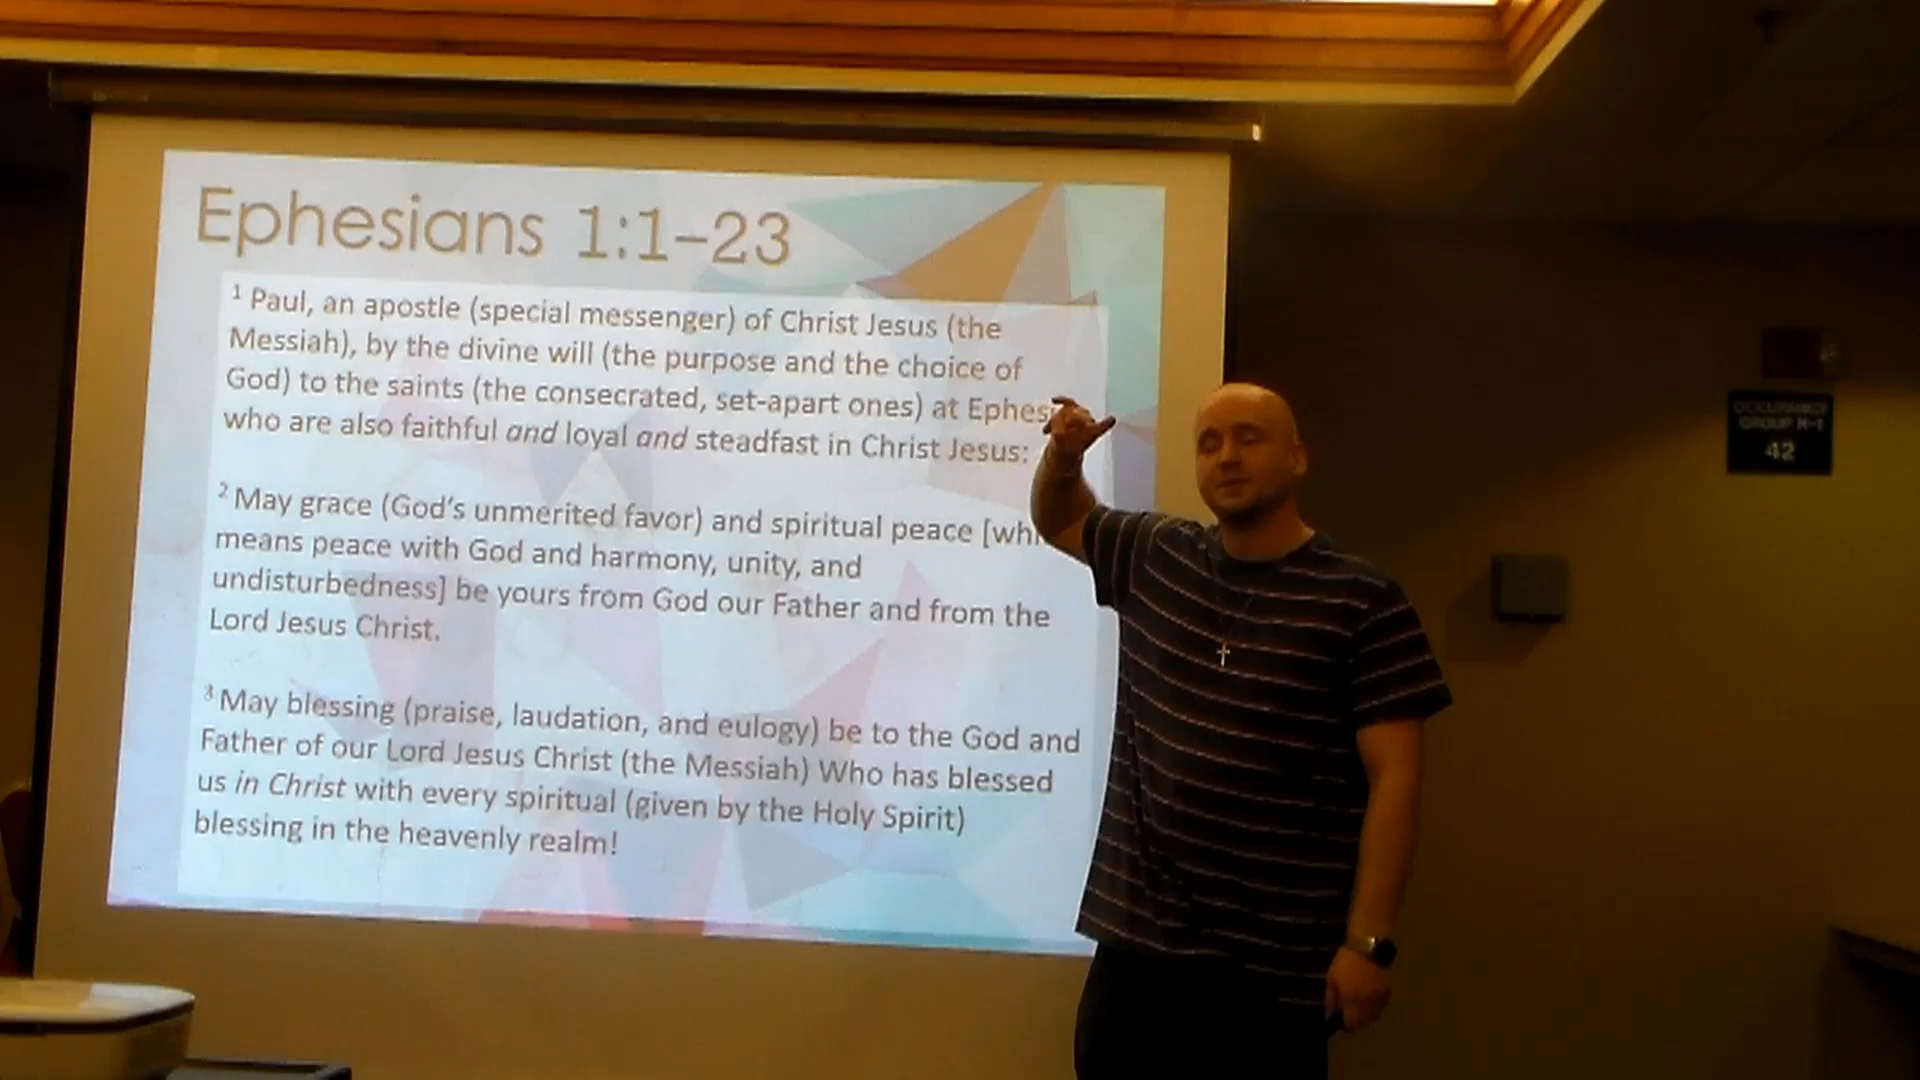 Ephesians 1:1–23
1 Paul, an apostle (special messenger) of Christ Jesus (the
Messiah), by the divine will (the purpose and the choice of
God) to the saints (the consecrated, set-apart ones) at Ephes
who are also faithful and loyal and steadfast in Christ Jesus:
2 May grace (God's unmerited favor) and spiritual peace [wh
means peace with God and harmony, unity, and
undisturbedness] be yours from God our Father and from the
Lord Jesus Christ.
3 May blessing (praise, laudation, and eulogy) be to the God and
Father of our Lord Jesus Christ (the Messiah) Who has blessed
us in Christ with every spiritual (given by the Holy Spirit)
blessing in the heavenly realm!
OCCUPANCY
GROUP
42